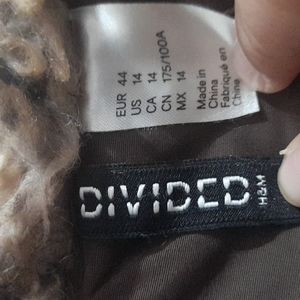 EUR 44
US 14
CA 14
CN 175/100A
MX 14
Made in
China
Fabriqué en
Chine
DIVIDED
H&M